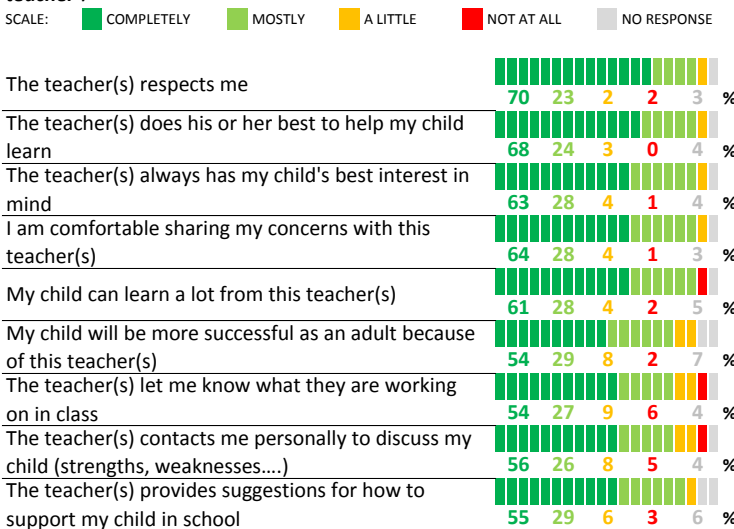 SCALE: COMPLETELY MOSTLY A LITTLE NOT AT ALL NO RESPONSE
The teacher(s) respects me
70 23 2 2 3 %
The teacher(s) does his or her best to help my child
learn
68 24 3 0 4 %
The teacher(s) always has my child's best interest in
mind
63 28 4 1 4 %
I am comfortable sharing my concerns with this
teacher(s)
64 28 4 1 3 %
My child can learn a lot from this teacher(s)
61 28 4 2 5 %
My child will be more successful as an adult because
of this teacher(s)
54 29 8 2 7 %
The teacher(s) let me know what they are working
on in class
54 27 9 6 4 %
The teacher(s) contacts me personally to discuss my
child (strengths, weaknesses....)
56 26 8 5 4 %
The teacher(s) provides suggestions for how to
support my child in school
55 29 6 3 6 %